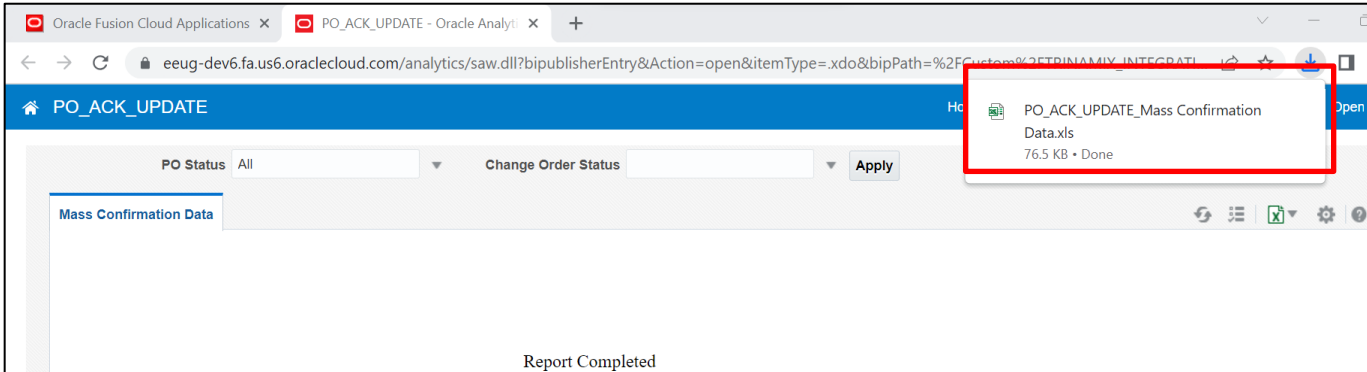 Oracle Fusion Cloud Applications
PO_ACK_UPDATE - Oracle Analyti
eeug-dev6.fa.us6.oraclecloud.com/analytics/saw.dll?bipublisherEntry&Action=open&itemType=.xdo&bipPath=%2FCustom%2FTRINAMIX_INTEGRATI
PO_ACK_UPDATE
Ho
Open
PO_ACK_UPDATE_Mass Confirmation
Data.xls
76.5 KB • Done
PO Status All
Change Order Status
Apply
Mass Confirmation Data
Report Completed